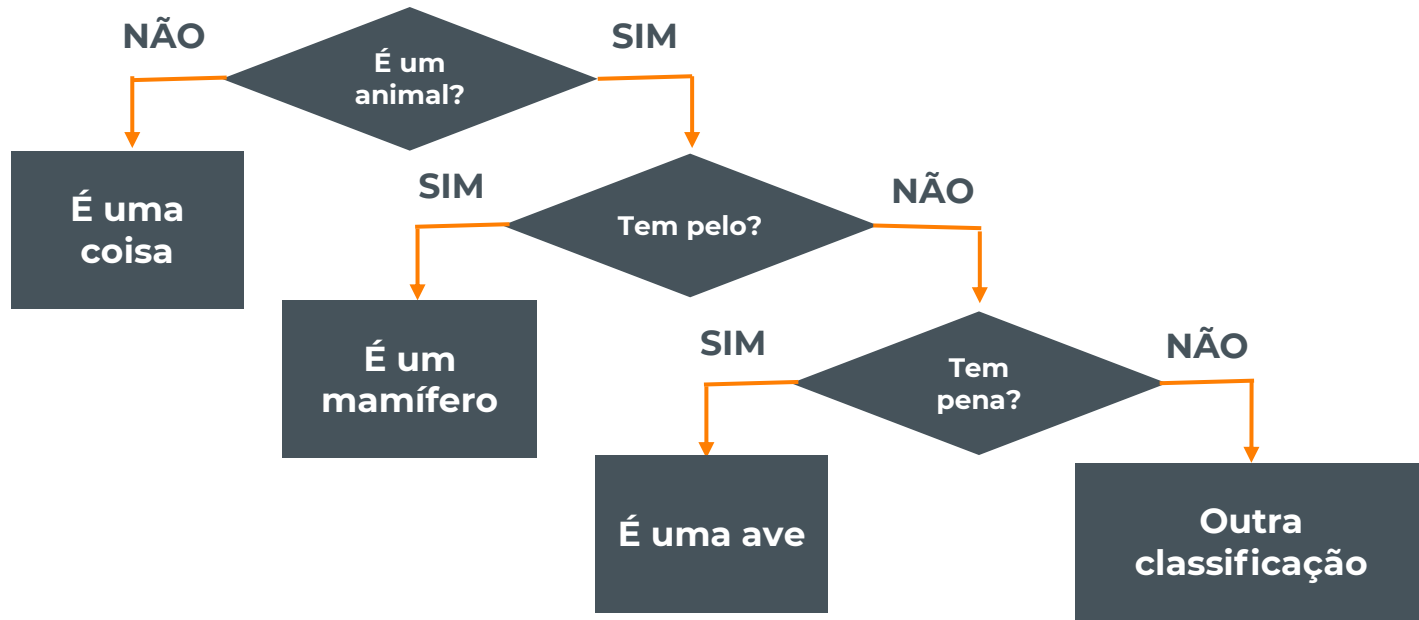 NÃO
SIM
É um
animal?
É uma
coisa
SIM
NÃO
Tem pelo?
É um
mamífero
SIM
NÃO
Tem
pena?
É uma ave
Outra
classificação